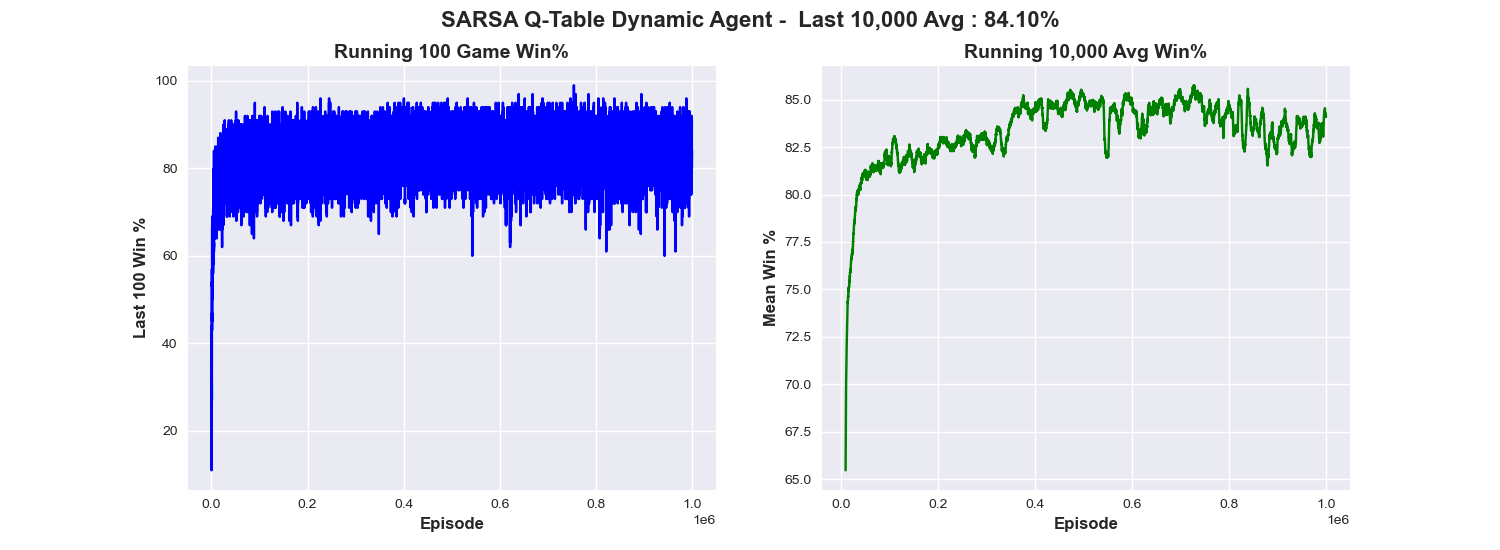 SARSA Q-Table Dynamic Agent -  Last 10,000 Avg : 84.10%
Running 100 Game Win%
100
80
60
40
20
Last 100 Win %
0.0 0.2 0.4 0.6 0.8 1.0
1e6
Episode
Running 10,000 Avg Win%
85.0
82.5
80.0
77.5
75.0
72.5
70.0
67.5
65.0
Mean Win %
0.0 0.2 0.4 0.6 0.8 1.0
1e6
Episode